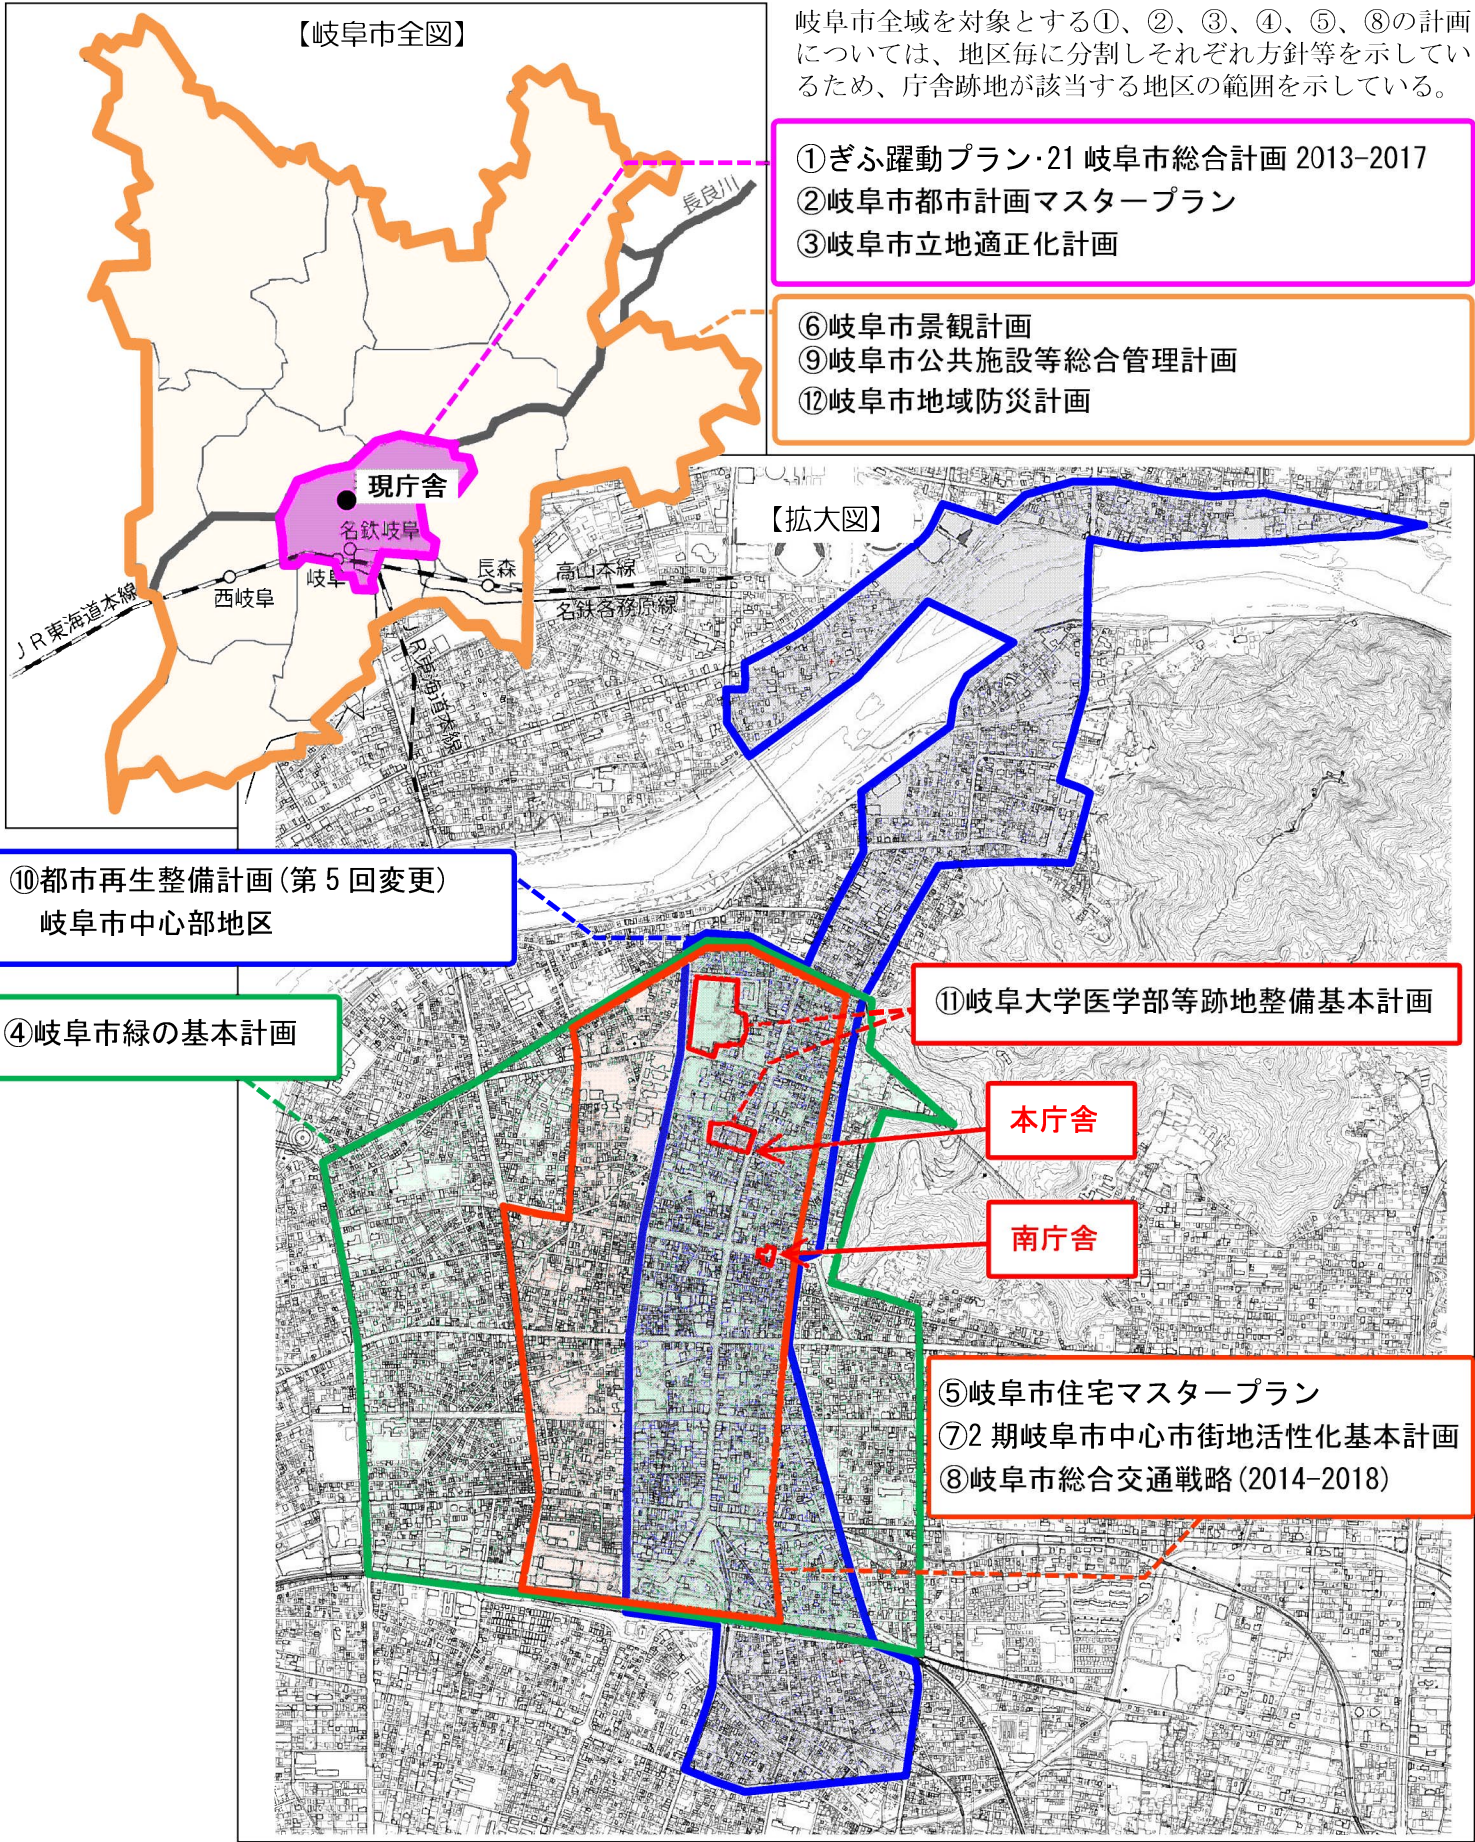 【岐阜市全図】
岐阜市全域を対象とする①、②、③、④、⑤、⑧の計画
については、地区毎に分割しそれぞれ方針等を示してい
るため、庁舎跡地が該当する地区の範囲を示している。
①ぎふ躍動プラン・21 岐阜市総合計画 2013-2017
②岐阜市都市計画マスタープラン
③岐阜市立地適正化計画
長良川
⑥岐阜市景観計画
⑨岐阜市公共施設等総合管理計画
⑫岐阜市地域防災計画
現庁舎
名鉄岐阜
岐阜
西岐阜
長森
高山本線
名鉄各務原線
JR東海道本線
JR東海道本線
【拡大図】
⑩都市再生整備計画(第5回変更)
岐阜市中心部地区
④岐阜市緑の基本計画
⑪岐阜大学医学部等跡地整備基本計画
本庁舎
南庁舎
⑤岐阜市住宅マスタープラン
⑦2期岐阜市中心市街地活性化基本計画
⑧岐阜市総合交通戦略(2014-2018)